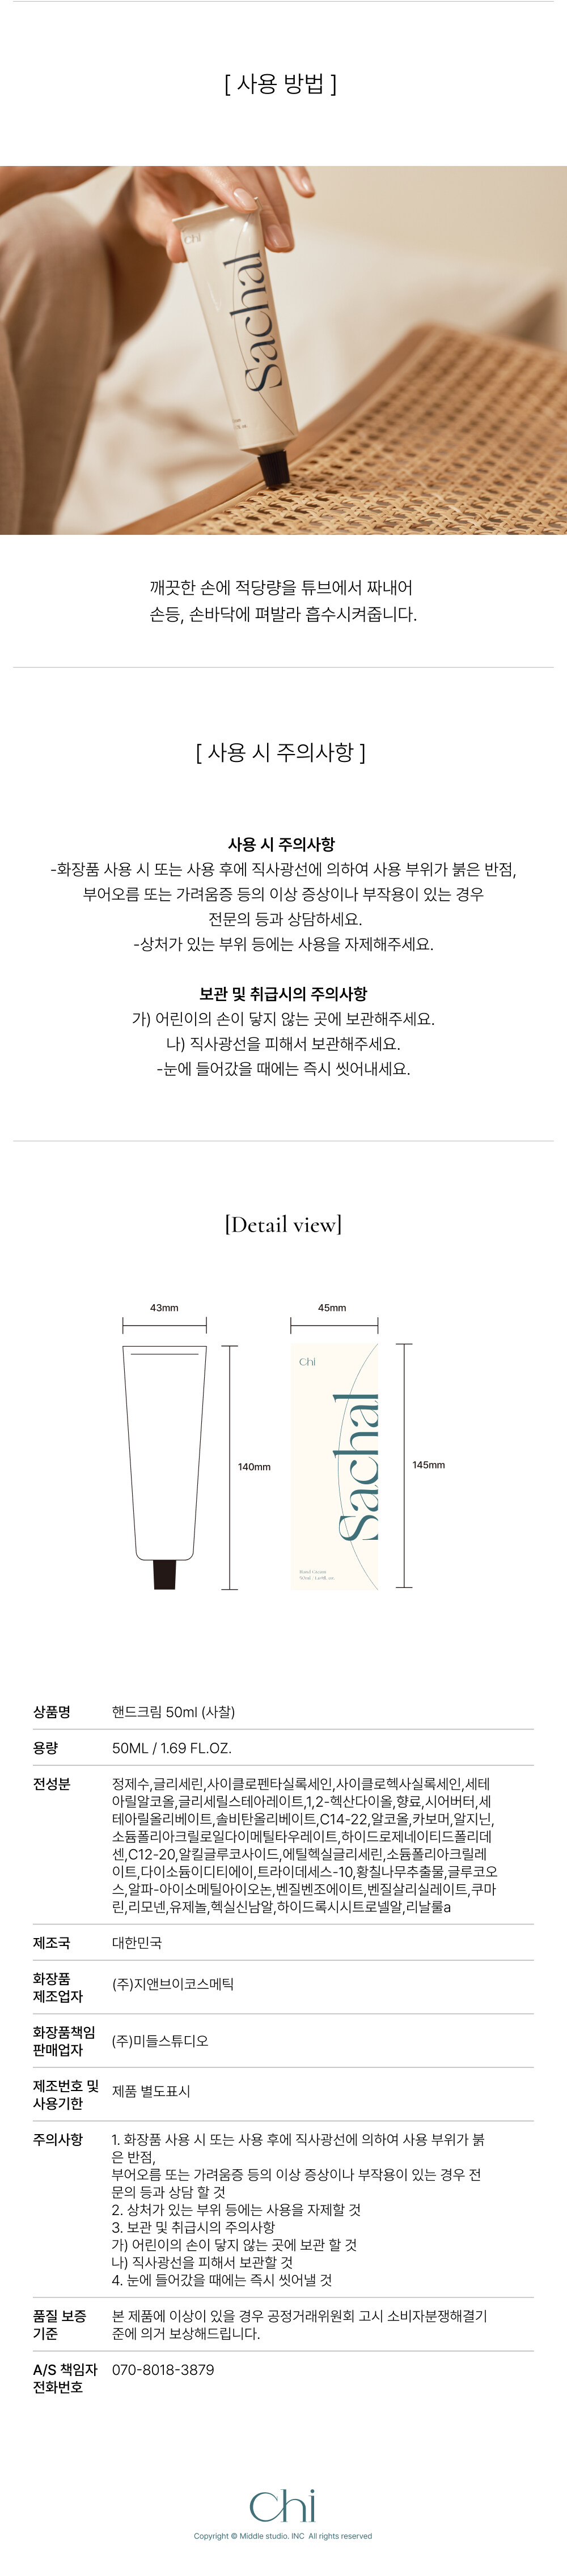 [ 사용 방법 ]
Chi
Sachal
깨끗한 손에 적당량을 튜브에서 짜내어
손등, 손바닥에 펴발라 흡수시켜줍니다.
[ 사용 시 주의사항 ]
사용 시 주의사항
-화장품 사용 시 또는 사용 후에 직사광선에 의하여 사용 부위가 붉은 반점,
부어오름 또는 가려움증 등의 이상 증상이나 부작용이 있는 경우
전문의 등과 상담하세요.
-상처가 있는 부위 등에는 사용을 자제해주세요.
보관 및 취급시의 주의사항
가) 어린이의 손이 닿지 않는 곳에 보관해주세요.
나) 직사광선을 피해서 보관해주세요.
-눈에 들어갔을 때에는 즉시 씻어내세요.
[Detail view]
43mm
140mm
45mm
Chi
Sachal
Hand Cream
145mm
상품명 핸드크림 50ml (사찰)
용량 50ML / 1.69 FL.OZ.
전성분 정제수,글리세린,사이클로펜타실록세인,사이클로헥사실록세인,세테
아릴알코올,글리세릴스테아레이트,1,2-헥산다이올,향료,시어버터,세
테아릴올리베이트,솔비탄올리베이트,C14-22,알코올,카보머,알지닌,
소듐폴리아크릴로일다이메틸타우레이트,하이드로제네이티드폴리데
센,C12-20,알킬글루코사이드,에틸헥실글리세린,소듐폴리아크릴레
이트,다이소듐이디티에이,트라이데세스-10,황칠나무추출물,글루코오
스,알파-아이소메틸아이오논,벤질벤조에이트,벤질살리실레이트,쿠마
린,리모넨,유제놀,헥실신남알,하이드록시시트로넬알,리날룰a
제조국 대한민국
화장품
제조업자
(주)지앤브이코스메틱
화장품책임
판매업자
(주)미들스튜디오
제조번호 및
사용기한
제품 별도표시
주의사항 1. 화장품 사용 시 또는 사용 후에 직사광선에 의하여 사용 부위가 붉
은 반점,
부어오름 또는 가려움증 등의 이상 증상이나 부작용이 있는 경우 전
문의 등과 상담 할 것
2. 상처가 있는 부위 등에는 사용을 자제할 것
3. 보관 및 취급시의 주의사항
가) 어린이의 손이 닿지 않는 곳에 보관 할 것
나) 직사광선을 피해서 보관할 것
4. 눈에 들어갔을 때에는 즉시 씻어낼 것
품질 보증
기준
본 제품에 이상이 있을 경우 공정거래위원회 고시 소비자분쟁해결기
준에 의거 보상해드립니다.
A/S 책임자
전화번호
070-8018-3879
Chi
Copyright © Middle studio. INC All rights reserved